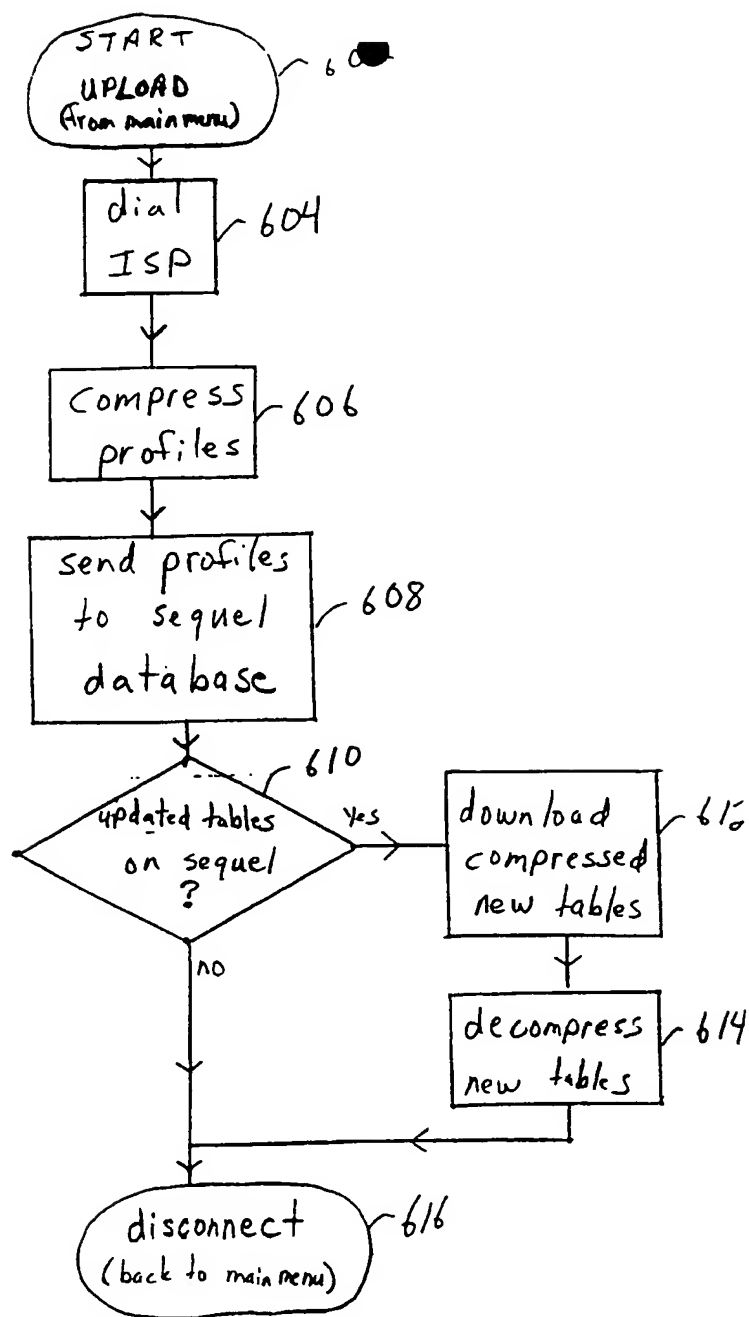 START
UPLOAD
(from main menu)
dial
ISP
604
compress
profiles
606
send profiles
to sequel
database
608
610
updated tables
on sequel
?
yes
download
compressed
new tables
no
decompress
new tables
614
disconnect
(back to main menu)
616